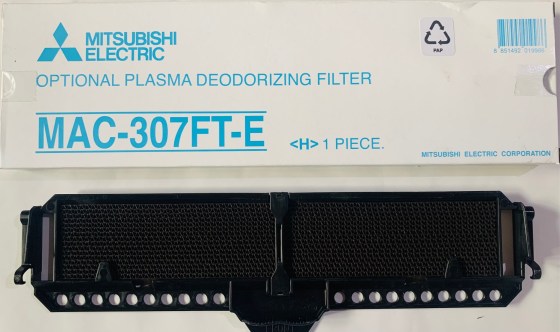 MITSUBISHI
ELECTRIC
OPTIONAL PLASMA DEODORIZING FILTER
MAC-307FT-E
<H> 1 PIECE.
PAP
MITSUBISHI ELECTRIC CORPORATION